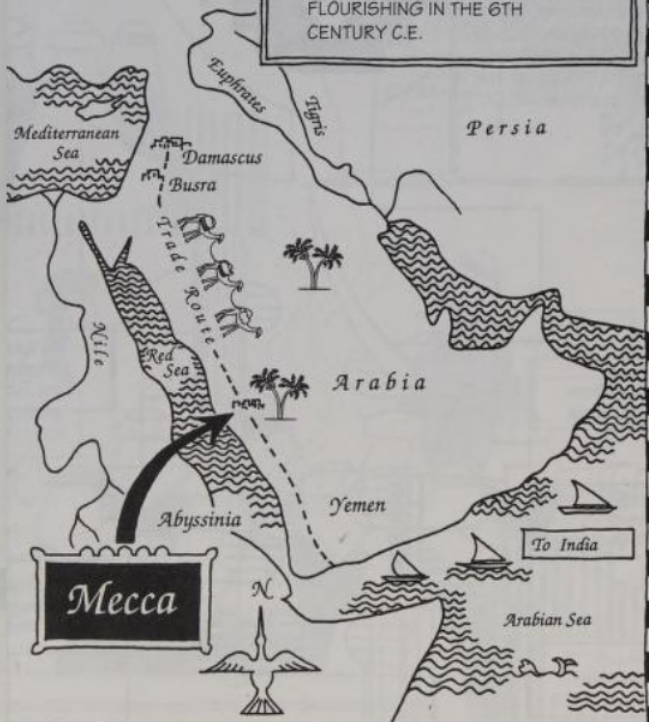 FLOURISHING IN THE 6TH
CENTURY C.E.
Euphrates
Tigris
Persia
Mediterranean
Sea
Damascus
Busra
Trade Route
Nile
Red
Sea
Arabia
Abyssinia
Yemen
To India
Mecca
N
Arabian Sea